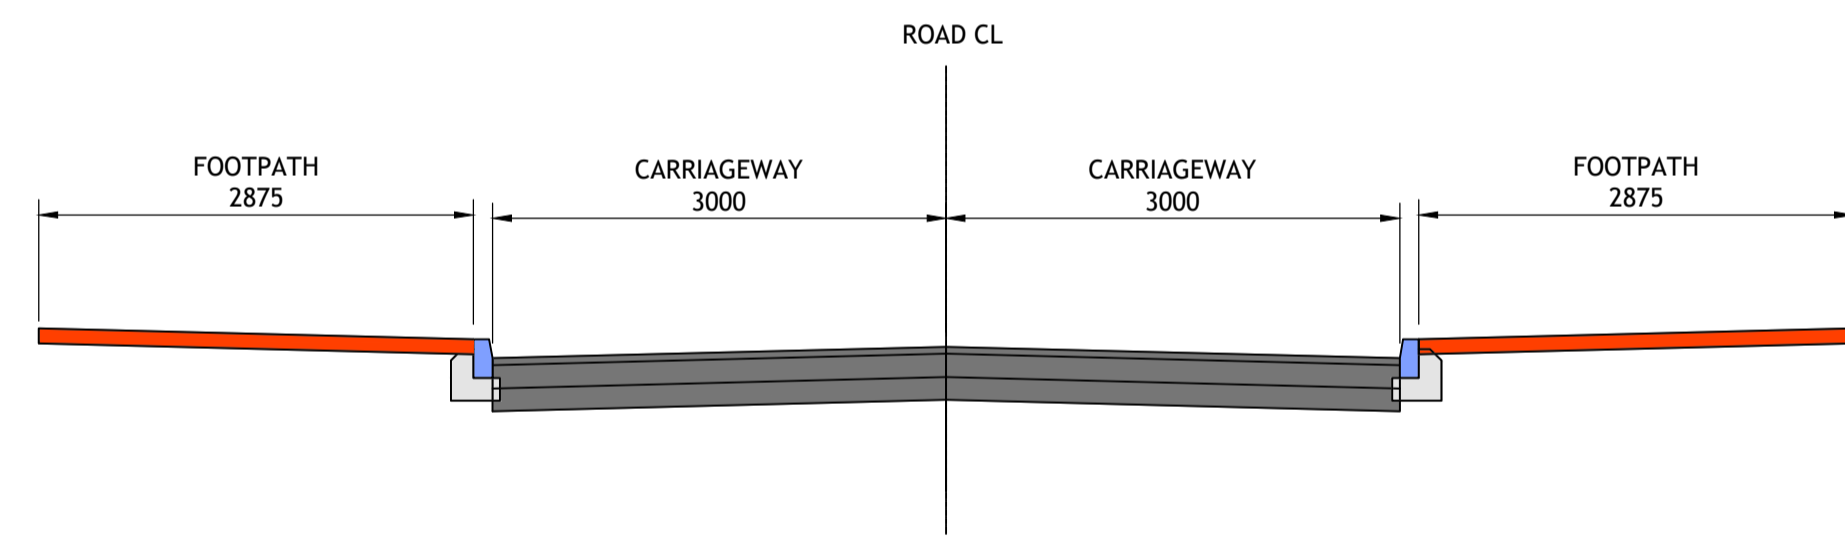 ROAD CL
FOOTPATH
2875
CARRIAGEWAY
3000
CARRIAGEWAY
3000
FOOTPATH
2875